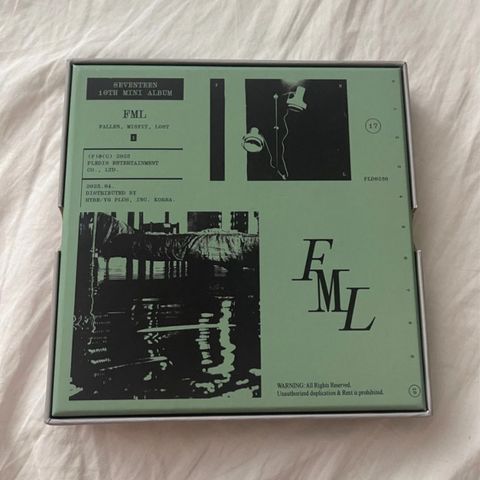 SEVENTEEN
10TH MINI ALBUM
FML
FALLEN, MISFIT, LOST
(P)&(C) 2023
PLEDIS ENTERTAINMENT
CO., LTD.
2023.04.
DISTRIBUTED BY
HYBE/YG PLUS, INC. KOREA.
17
FML
WARNING: All Rights Reserved.
Unauthorized duplication & Rent is prohibited.